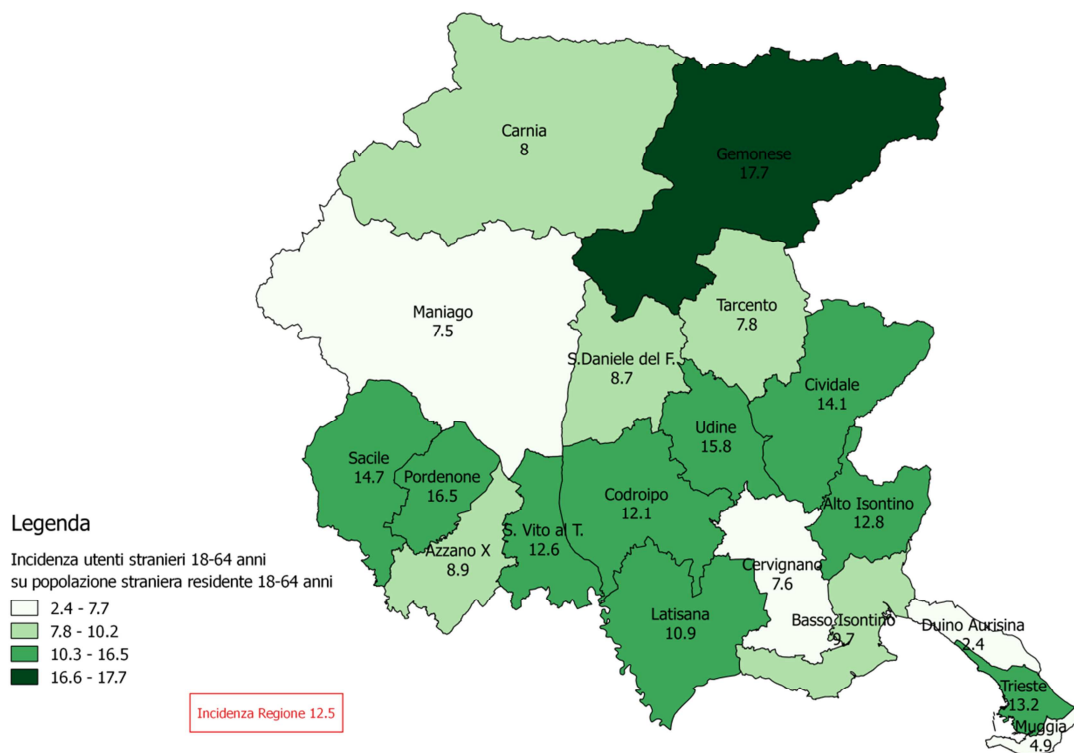 Carnia
8
Gemonese
17.7
Maniago
7.5
Tarcento
7.8
S.Daniele del F.
8.7
Cividale
14.1
Udine
15.8
Sacile
14.7
Pordenone
16.5
Codroipo
12.1
Alto Isontino
12.8
S. Vito al T.
12.6
Azzano X
8.9
Cervignano
7.6
Latisana
10.9
Basso Isontino
9.7
Duino Aurisina
2.4
Trieste
13.2
Muggia
4.9
Legenda
Incidenza utenti stranieri 18-64 anni
su popolazione straniera residente 18-64 anni
2.4 - 7.7
7.8 - 10.2
10.3 - 16.5
16.6 - 17.7
Incidenza Regione 12.5